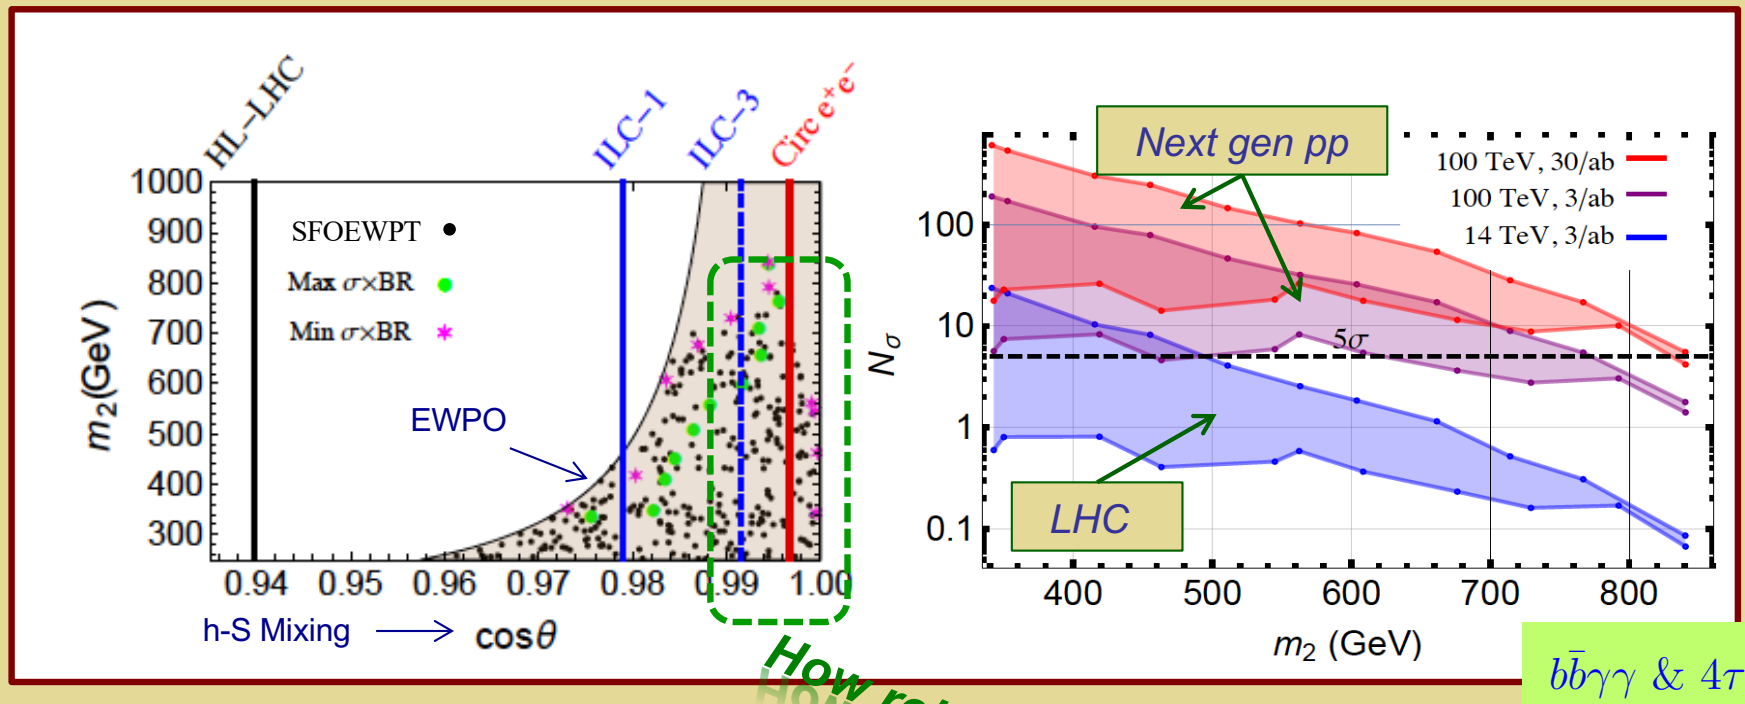 HL−LHC
ILC−1
ILC−3
Circ e⁺e⁻
1000
900
800
700
600
500
400
300
m₂(GeV)
SFOEWPT
Max σ×BR
Min σ×BR
EWPO
0.94 0.95 0.96 0.97 0.98 0.99 1.00
h-S Mixing
cosθ
How
Next gen pp
100 TeV, 30/ab
100 TeV, 3/ab
14 TeV, 3/ab
100
10
1
0.1
N_σ
5σ
LHC
400 500 600 700 800
m₂ (GeV)
bb̄γγ & 4τ